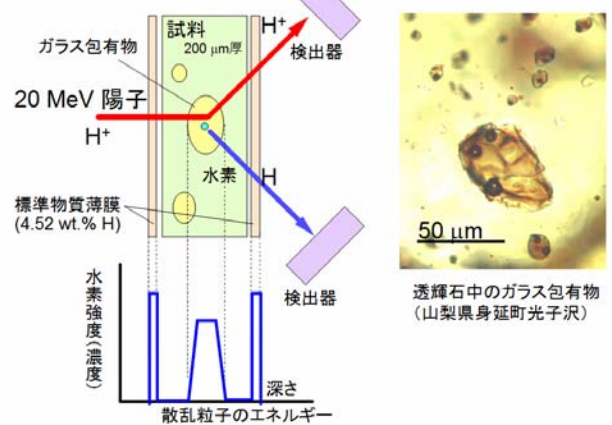 試料
200 μm厚
H⁺
検出器
ガラス包有物
20 MeV 陽子
H⁺
水素
H
標準物質薄膜
(4.52 wt.% H)
検出器
水素強度(濃度)
深さ
散乱粒子のエネルギー
50 μm
透輝石中のガラス包有物
(山梨県身延町光子沢)